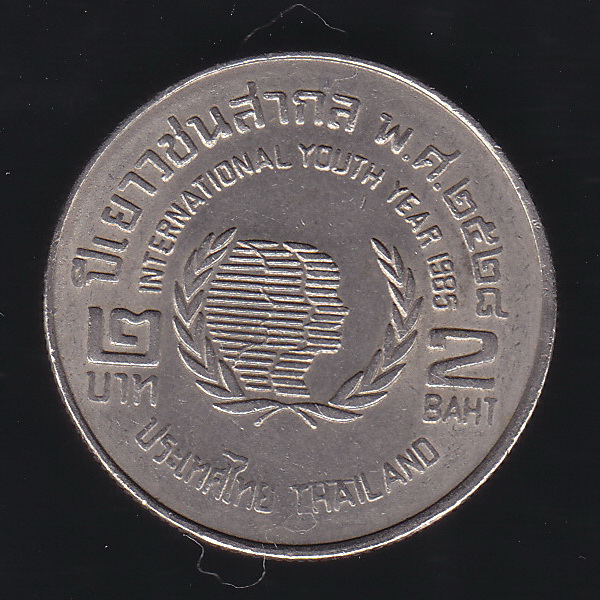 ปีเยาวชนสากล พ.ศ.๒๕๒๘
INTERNATIONAL YOUTH YEAR 1985
๒
บาท
2
BAHT
ประเทศไทย THAILAND